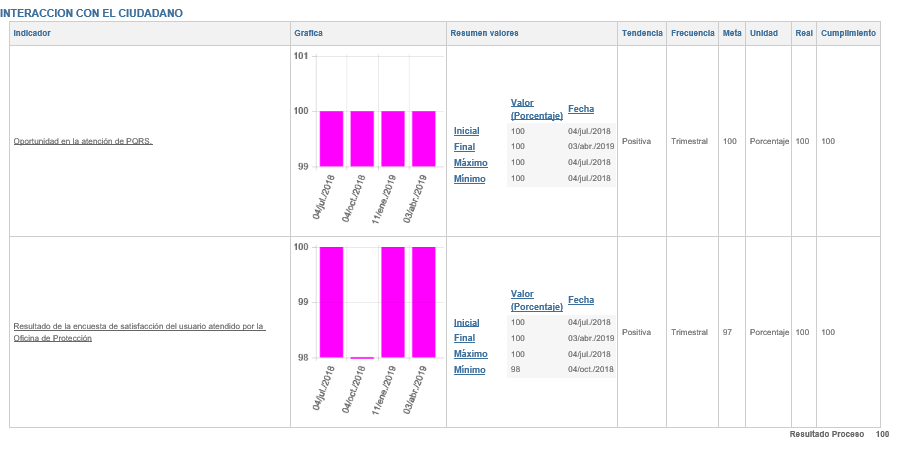 INTERACCION CON EL CIUDADANO
Indicador Grafica Resumen valores Tendencia Frecuencia Meta Unidad Real Cumplimiento
Oportunidad en la atención de PQRS.
101
100
99
04/jul./2018 04/oct./2018 11/ene./2019 03/abr./2019
Valor (Porcentaje) Fecha
Inicial 100 04/jul./2018
Final 100 03/abr./2019
Máximo 100 04/jul./2018
Mínimo 100 04/jul./2018
Positiva Trimestral 100 Porcentaje 100 100
Resultado de la encuesta de satisfacción del usuario atendido por la
Oficina de Protección
100
99
98
04/jul./2018 04/oct./2018 11/ene./2019 03/abr./2019
Valor (Porcentaje) Fecha
Inicial 100 04/jul./2018
Final 100 03/abr./2019
Máximo 100 04/jul./2018
Mínimo 98 04/oct./2018
Positiva Trimestral 97 Porcentaje 100 100
Resultado Proceso 100